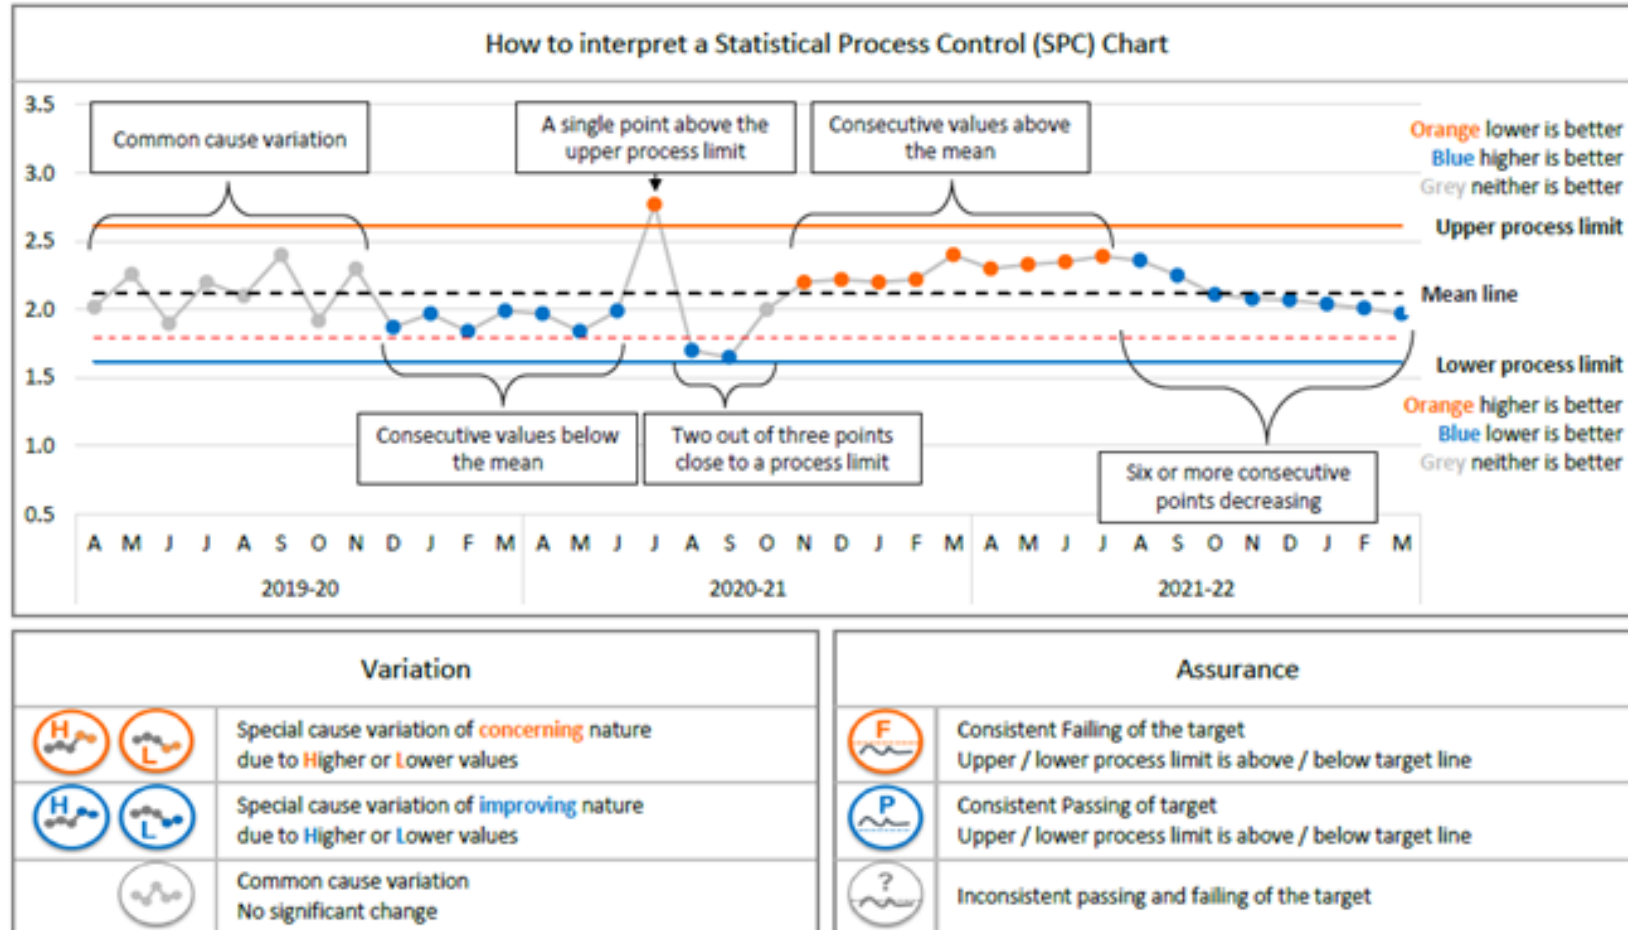 How to interpret a Statistical Process Control (SPC) Chart
3.5
3.0
2.5
2.0
1.5
1.0
0.5
Common cause variation
A single point above the
upper process limit
Consecutive values above
the mean
Orange lower is better
Blue higher is better
Grey neither is better
Upper process limit
Mean line
Lower process limit
Orange higher is better
Blue lower is better
Grey neither is better
Consecutive values below
the mean
Two out of three points
close to a process limit
Six or more consecutive
points decreasing
A M J J A S O N D J F M A M J J A S O N D J F M A M J J A S O N D J F M
2019-20 2020-21 2021-22
Variation
H L
Special cause variation of concerning nature
due to Higher or Lower values
H L
Special cause variation of improving nature
due to Higher or Lower values
Common cause variation
No significant change
Assurance
F
Consistent Failing of the target
Upper / lower process limit is above / below target line
P
Consistent Passing of target
Upper / lower process limit is above / below target line
?
Inconsistent passing and failing of the target